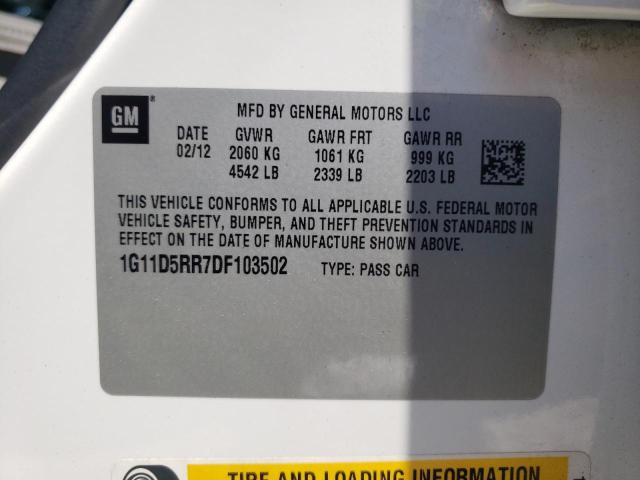 GM®
MFD BY GENERAL MOTORS LLC
DATE GVWR GAWR FRT GAWR RR
02/12 2060 KG 1061 KG 999 KG
4542 LB 2339 LB 2203 LB
THIS VEHICLE CONFORMS TO ALL APPLICABLE U.S. FEDERAL MOTOR
VEHICLE SAFETY, BUMPER, AND THEFT PREVENTION STANDARDS IN
EFFECT ON THE DATE OF MANUFACTURE SHOWN ABOVE.
1G11D5RR7DF103502 TYPE: PASS CAR
TIRE AND LOADING INFORMATION